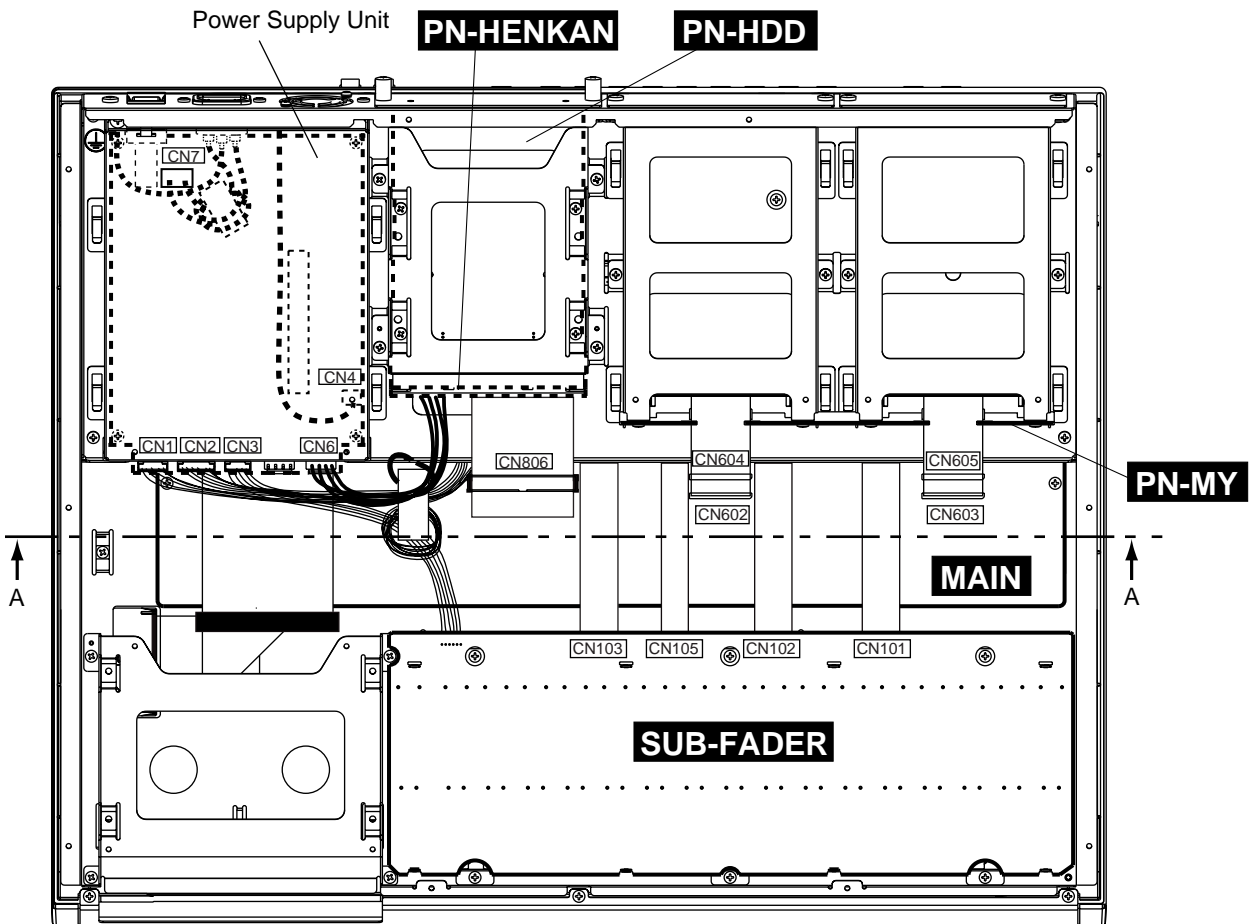 Power Supply Unit
PN-HENKAN
PN-HDD
CN7
CN4
CN1
CN2
CN3
CN6
CN806
CN604
CN605
PN-MY
CN602
CN603
MAIN
A
A
CN103
CN105
CN102
CN101
SUB-FADER